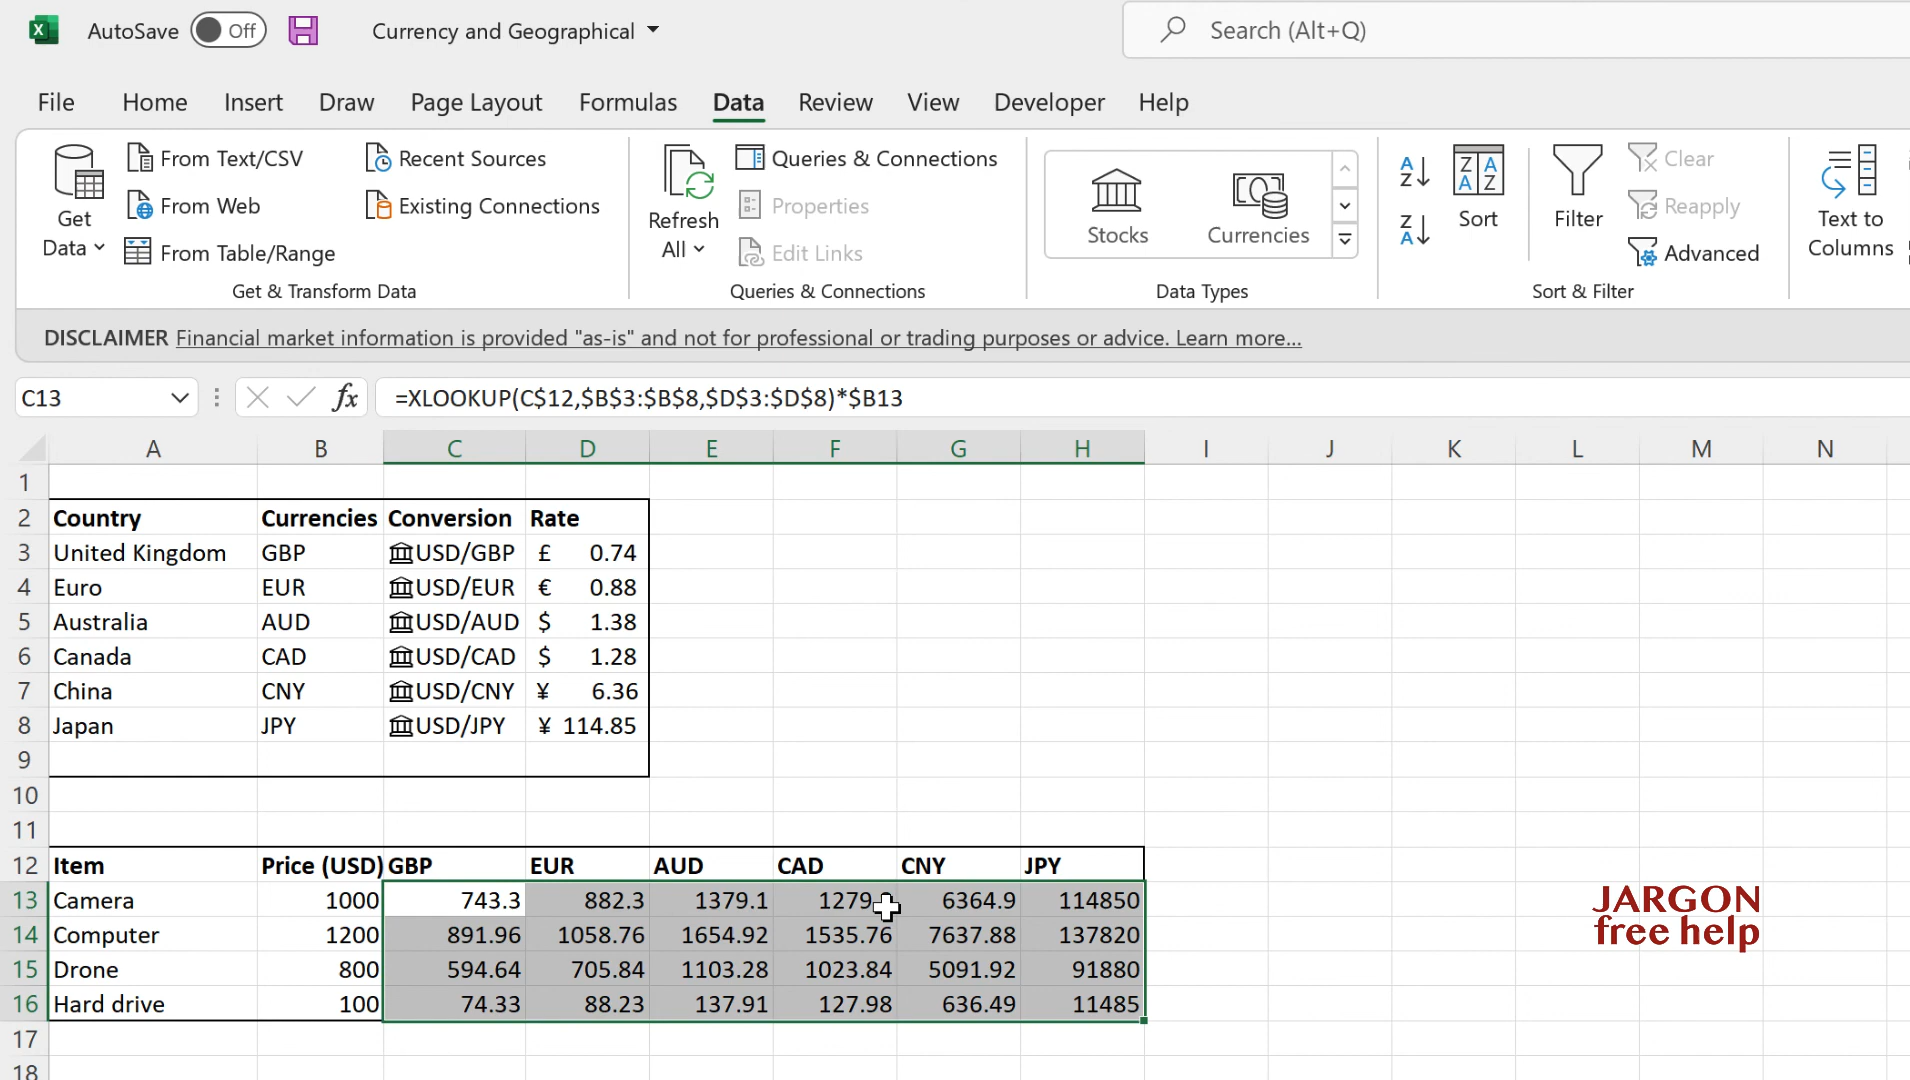 AutoSave Off Currency and Geographical Search (Alt+Q)
File Home Insert Draw Page Layout Formulas Data Review View Developer Help
Get Data
From Text/CSV
From Web
From Table/Range
Recent Sources
Existing Connections
Get & Transform Data
Refresh All
Queries & Connections
Properties
Edit Links
Queries & Connections
Stocks Currencies
Data Types
Sort
Filter
Clear
Reapply
Advanced
Sort & Filter
Text to
Columns
DISCLAIMER Financial market information is provided "as-is" and not for professional or trading purposes or advice. Learn more...
C13 fx =XLOOKUP(C$12,$B$3:$B$8,$D$3:$D$8)*$B13
A B C D E F G H I J K L M N
1
2 Country Currencies Conversion Rate
3 United Kingdom GBP USD/GBP £ 0.74
4 Euro EUR USD/EUR € 0.88
5 Australia AUD USD/AUD $ 1.38
6 Canada CAD USD/CAD $ 1.28
7 China CNY USD/CNY ¥ 6.36
8 Japan JPY USD/JPY ¥ 114.85
9
10
11
12 Item Price (USD) GBP EUR AUD CAD CNY JPY
13 Camera 1000 743.3 882.3 1379.1 1279 6364.9 114850
14 Computer 1200 891.96 1058.76 1654.92 1535.76 7637.88 137820
15 Drone 800 594.64 705.84 1103.28 1023.84 5091.92 91880
16 Hard drive 100 74.33 88.23 137.91 127.98 636.49 11485
17
18
JARGON
free help